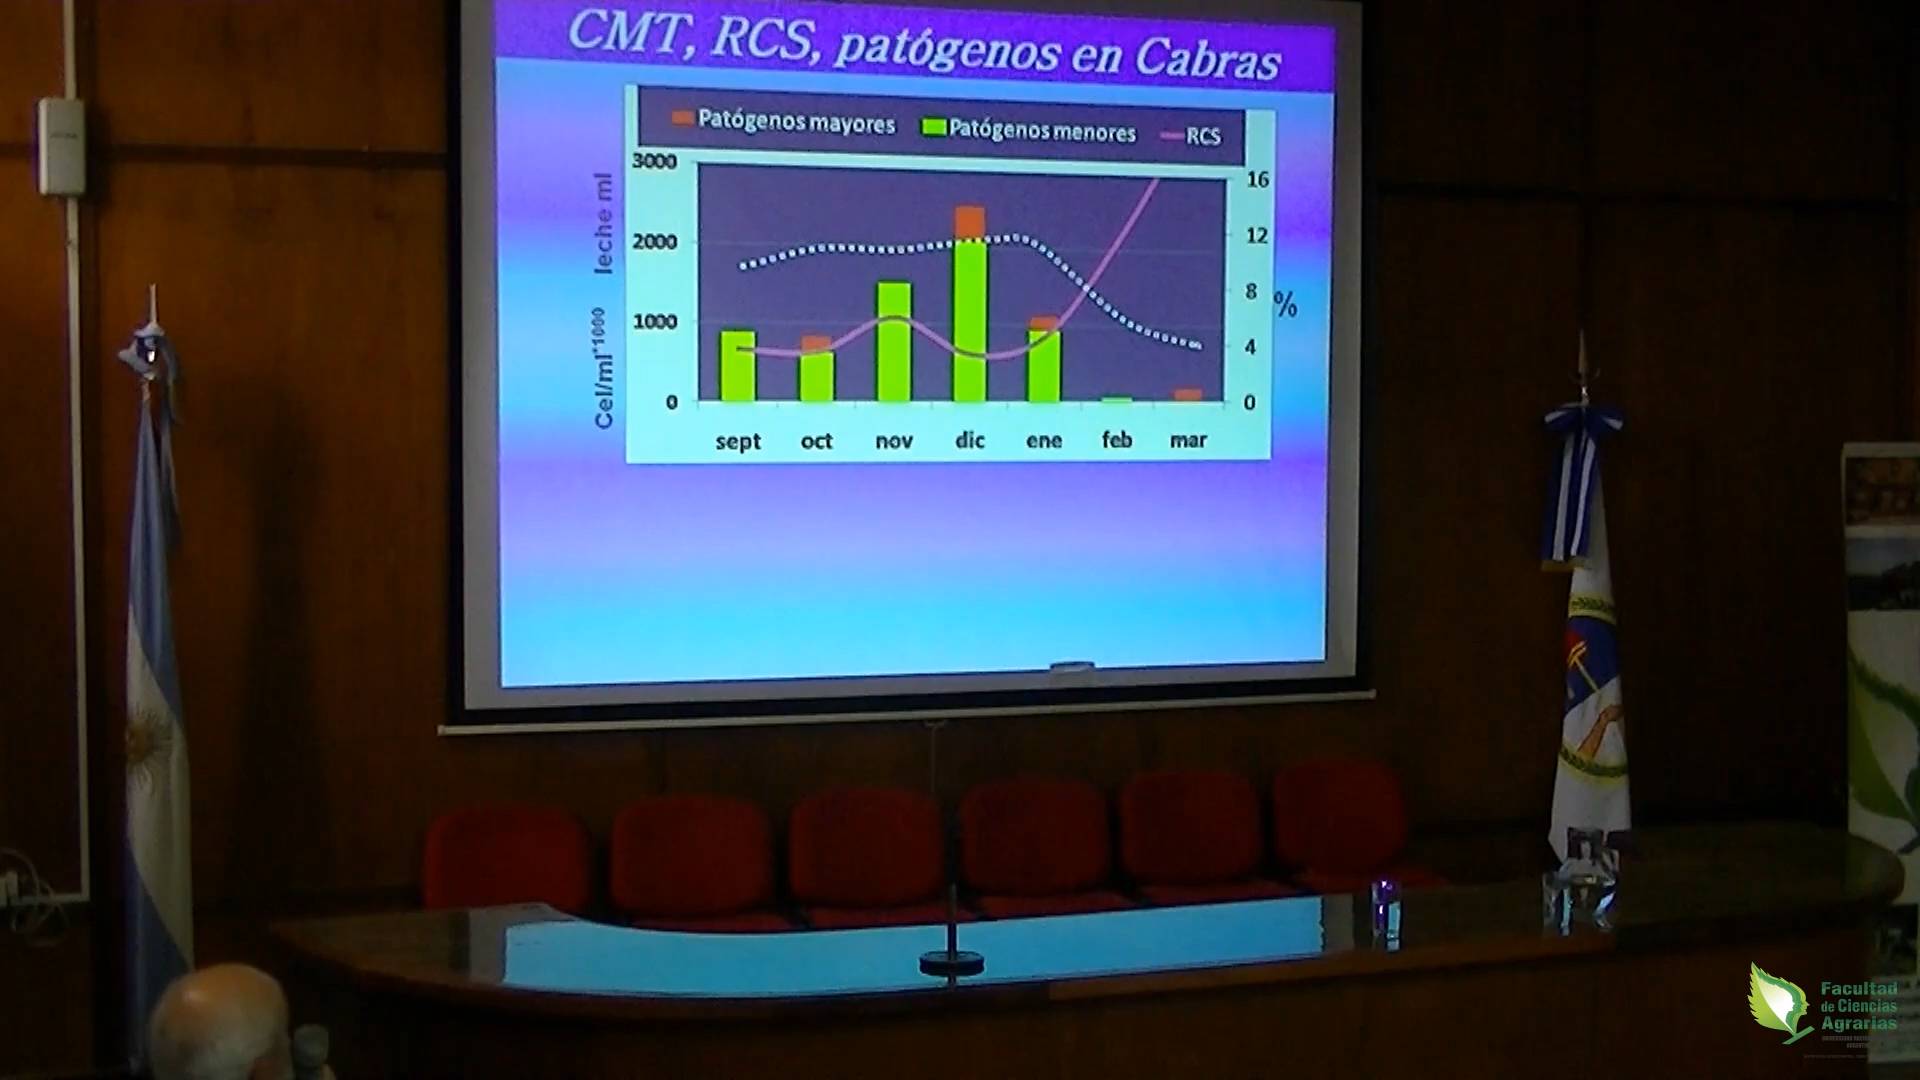 CMT, RCS, patógenos en Cabras
Patógenos mayores
Patógenos menores
RCS
3000
2000
1000
0
Cel/ml*1000 leche ml
16
12
8
4
0
%
sept oct nov dic ene feb mar
Facultad
de Ciencias
Agrarias